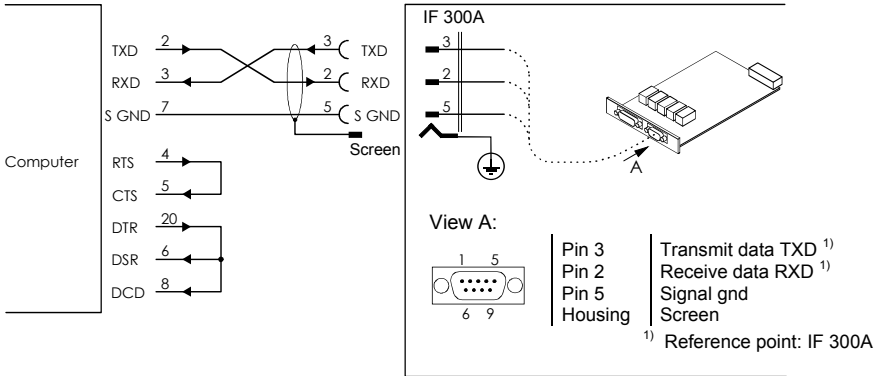 IF 300A
TXD 2 3 TXD 3
RXD 3 2 RXD 2
S GND 7 5 S GND 5
Screen
Computer
RTS 4
CTS 5
DTR 20
DSR 6
DCD 8
A
View A:
1 5
6 9
Pin 3 Transmit data TXD 1)
Pin 2 Receive data RXD 1)
Pin 5 Signal gnd
Housing Screen
1) Reference point: IF 300A